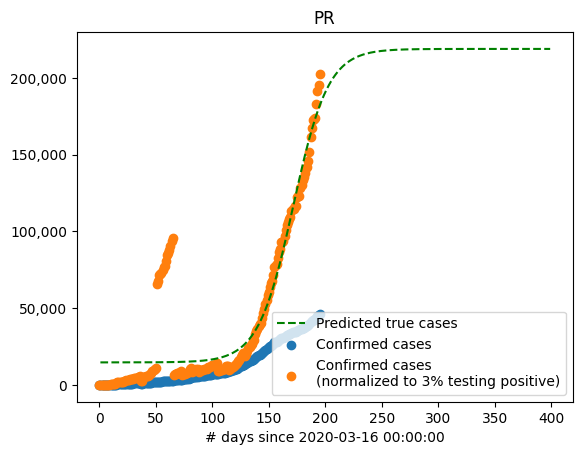 PR
200,000
150,000
100,000
50,000
0
Predicted true cases
Confirmed cases
Confirmed cases
(normalized to 3% testing positive)
0 50 100 150 200 250 300 350 400
# days since 2020-03-16 00:00:00